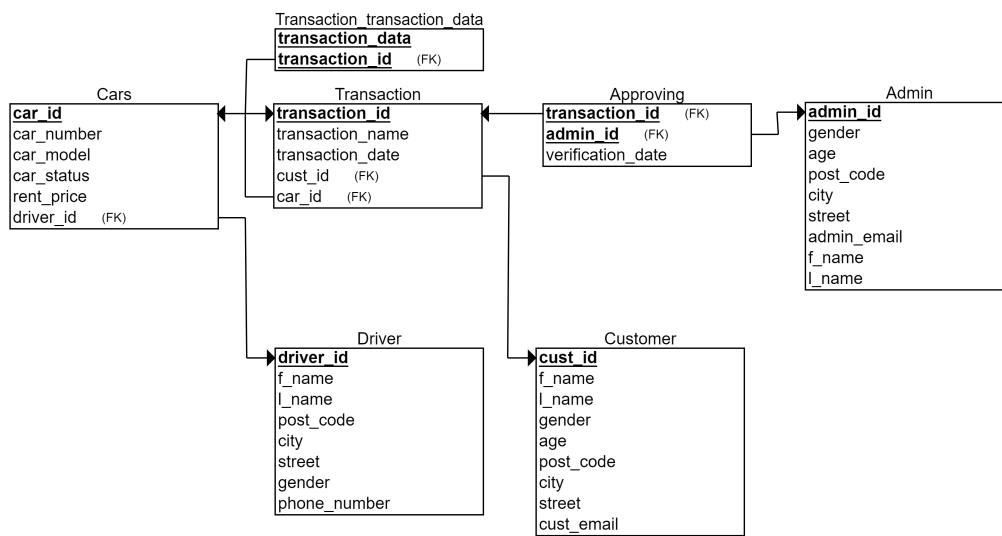 Transaction_transaction_data
transaction_data
transaction_id (FK)
Cars
car_id
car_number
car_model
car_status
rent_price
driver_id (FK)
Transaction
transaction_id
transaction_name
transaction_date
cust_id (FK)
car_id (FK)
Approving
transaction_id (FK)
admin_id (FK)
verification_date
Admin
admin_id
gender
age
post_code
city
street
admin_email
f_name
l_name
Driver
driver_id
f_name
l_name
post_code
city
street
gender
phone_number
Customer
cust_id
f_name
l_name
gender
age
post_code
city
street
cust_email